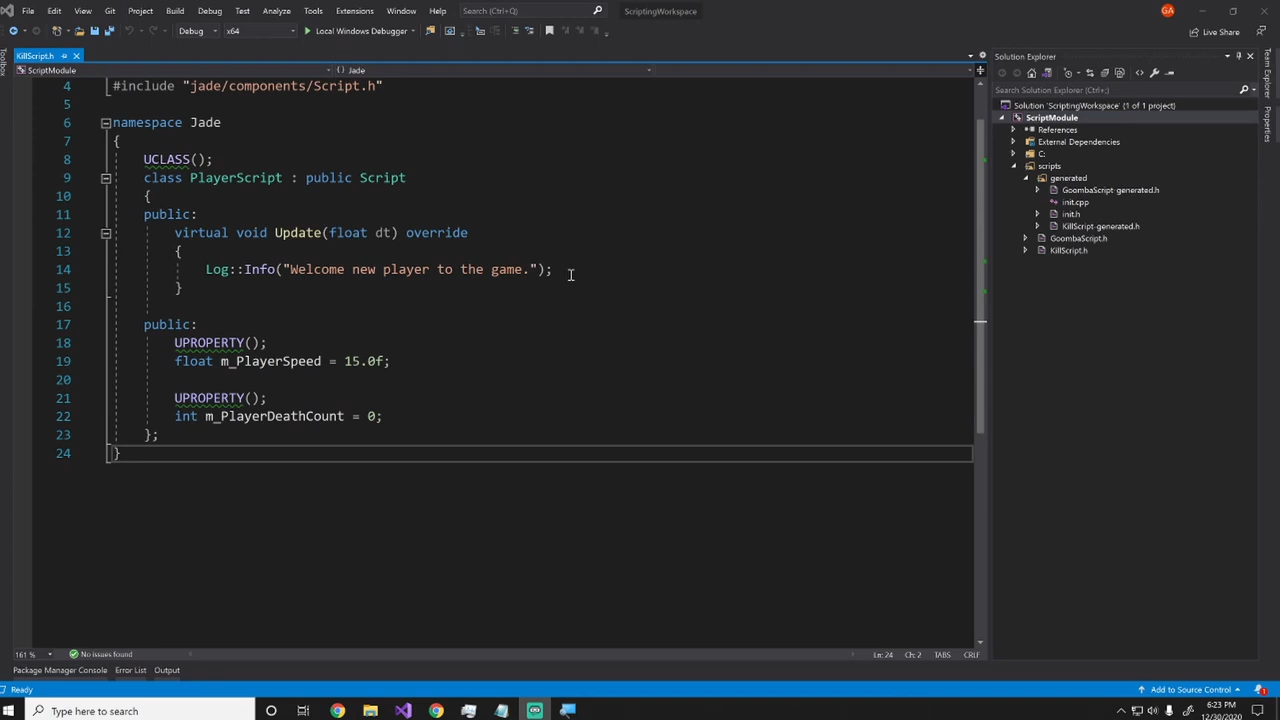 File Edit View Git Project Build Debug Test Analyze Tools Extensions Window Help Search (Ctrl+Q) ScriptingWorkspace GA
Debug x64 Local Windows Debugger Live Share
KillScript.h
ScriptModule Jade
4 #include "jade/components/Script.h"
5
6 namespace Jade
7 {
8 UCLASS();
9 class PlayerScript : public Script
10 {
11 public:
12 virtual void Update(float dt) override
13 {
14 Log::Info("Welcome new player to the game.");
15 }
16
17 public:
18 UPROPERTY();
19 float m_PlayerSpeed = 15.0f;
20
21 UPROPERTY();
22 int m_PlayerDeathCount = 0;
23 };
24 }
161 % No issues found Ln: 24 Ch: 2 TABS CRLF
Package Manager Console Error List Output
Ready Add to Source Control
Toolbox
Solution Explorer
Search Solution Explorer (Ctrl+;)
Solution 'ScriptingWorkspace' (1 of 1 project)
ScriptModule
References
External Dependencies
C:
scripts
generated
GoombaScript-generated.h
init.cpp
init.h
KillScript-generated.h
GoombaScript.h
KillScript.h
Team Explorer
Properties
Type here to search
6:23 PM
12/30/2020